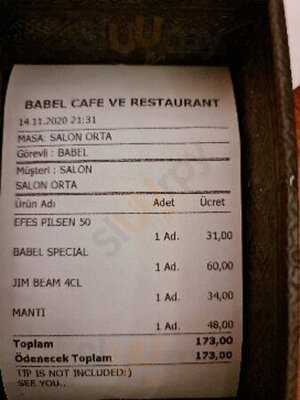 BABEL CAFE VE RESTAURANT
14.11.2020 21:31
MASA: SALON ORTA
Görevli : BABEL
Müşteri : SALON
SALON ORTA
Ürün Adı Adet Ücret
EFES PILSEN 50
1 Ad. 31,00
BABEL SPECIAL
1 Ad. 60,00
JIM BEAM 4CL
1 Ad. 34,00
MANTI
1 Ad. 48,00
Toplam 173,00
Ödenecek Toplam 173,00
TIP IS NOT INCLUDED:)
SEE YOU..